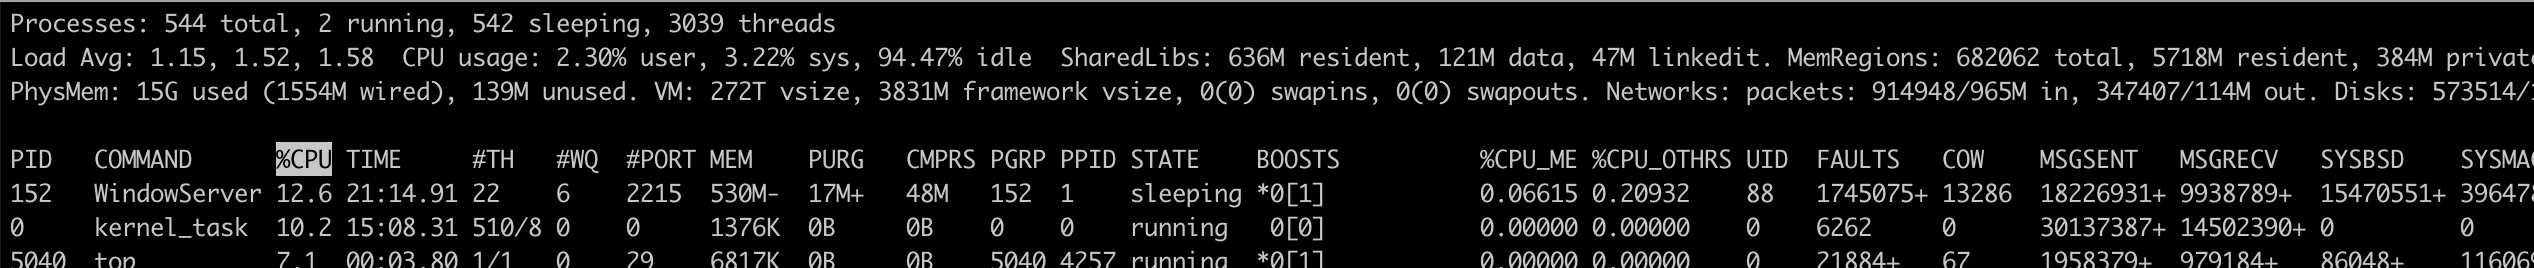 Processes: 544 total, 2 running, 542 sleeping, 3039 threads
Load Avg: 1.15, 1.52, 1.58  CPU usage: 2.30% user, 3.22% sys, 94.47% idle  SharedLibs: 636M resident, 121M data, 47M linkedit. MemRegions: 682062 total, 5718M resident, 384M private
PhysMem: 15G used (1554M wired), 139M unused. VM: 272T vsize, 3831M framework vsize, 0(0) swapins, 0(0) swapouts. Networks: packets: 914948/965M in, 347407/114M out. Disks: 573514/
PID   COMMAND      %CPU TIME     #TH   #WQ  #PORT MEM    PURG   CMPRS PGRP PPID STATE    BOOSTS          %CPU_ME %CPU_OTHRS UID  FAULTS   COW    MSGSENT   MSGRECV   SYSBSD    SYSMAC
152   WindowServer 12.6 21:14.91 22    6    2215  530M-  17M+   48M   152  1    sleeping *0[1]           0.06615 0.20932    88   1745075+ 13286  18226931+ 9938789+  15470551+ 396478
0     kernel_task  10.2 15:08.31 510/8 0    0     1376K  0B     0B    0    0    running   0[0]           0.00000 0.00000    0    6262     0      30137387+ 14502390+ 0         0
5040  top          7.1  00:03.80 1/1   0    29    6817K  0B     0B    5040 4257 running  *0[1]           0.00000 0.00000    0    21884+   67     1958379+  979184+   86048+    116069